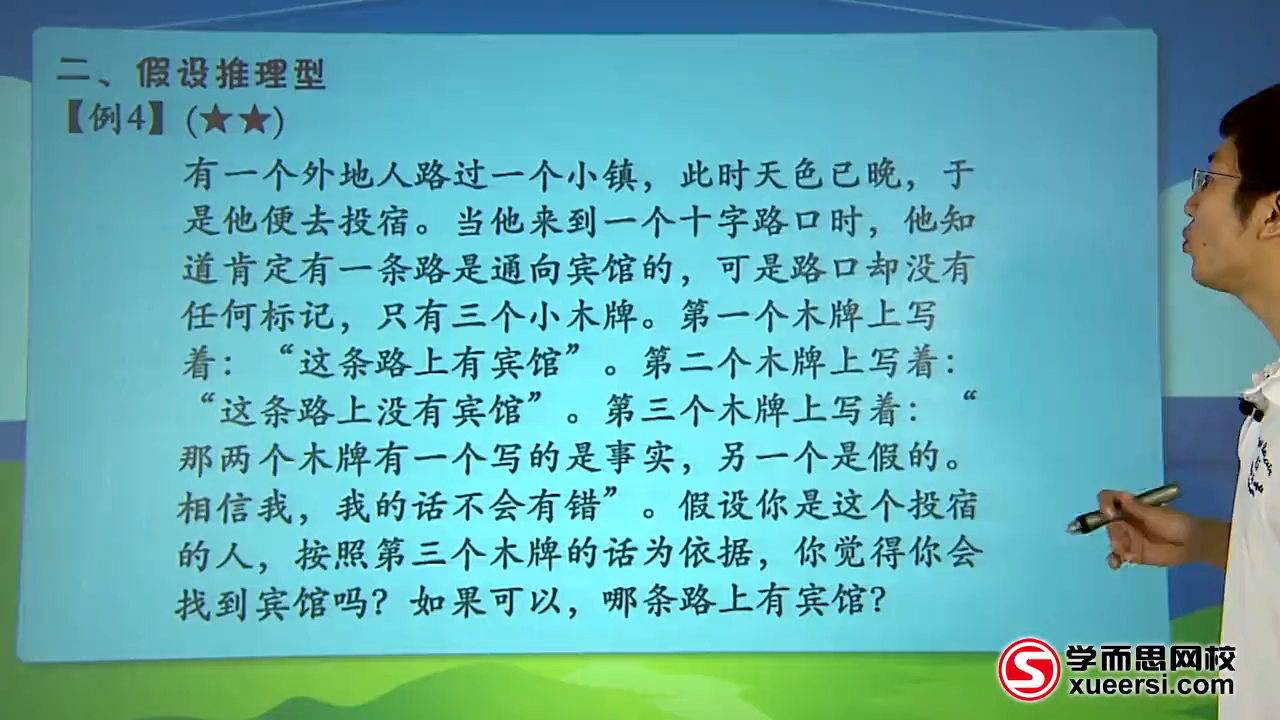 二、假设推理型
【例4】(★★)
有一个外地人路过一个小镇，此时天色已晚，于
是他便去投宿。当他来到一个十字路口时，他知
道肯定有一条路是通向宾馆的，可是路口却没有
任何标记，只有三个小木牌。第一个木牌上写
着：“这条路上有宾馆”。第二个木牌上写着：
“这条路上没有宾馆”。第三个木牌上写着：“
那两个木牌有一个写的是事实，另一个是假的。
相信我，我的话不会有错”。假设你是这个投宿
的人，按照第三个木牌的话为依据，你觉得你会
找到宾馆吗？如果可以，哪条路上有宾馆？
学而思网校
xueersi.com